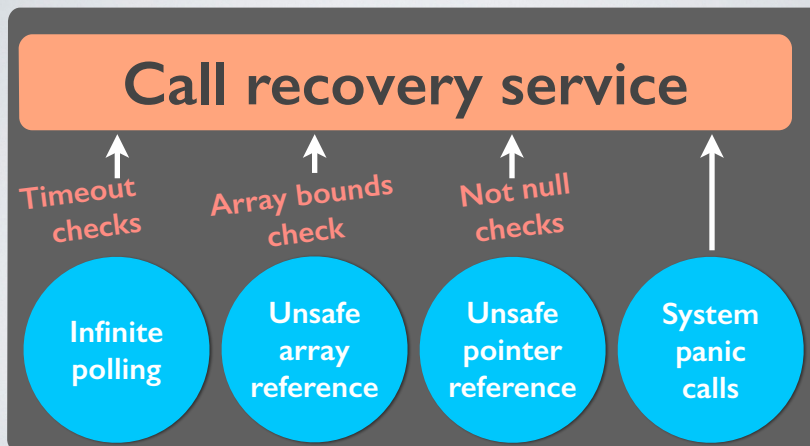 Call recovery service
Timeout
checks
Array bounds
check
Not null
checks
Infinite
polling
Unsafe
array
reference
Unsafe
pointer
reference
System
panic
calls